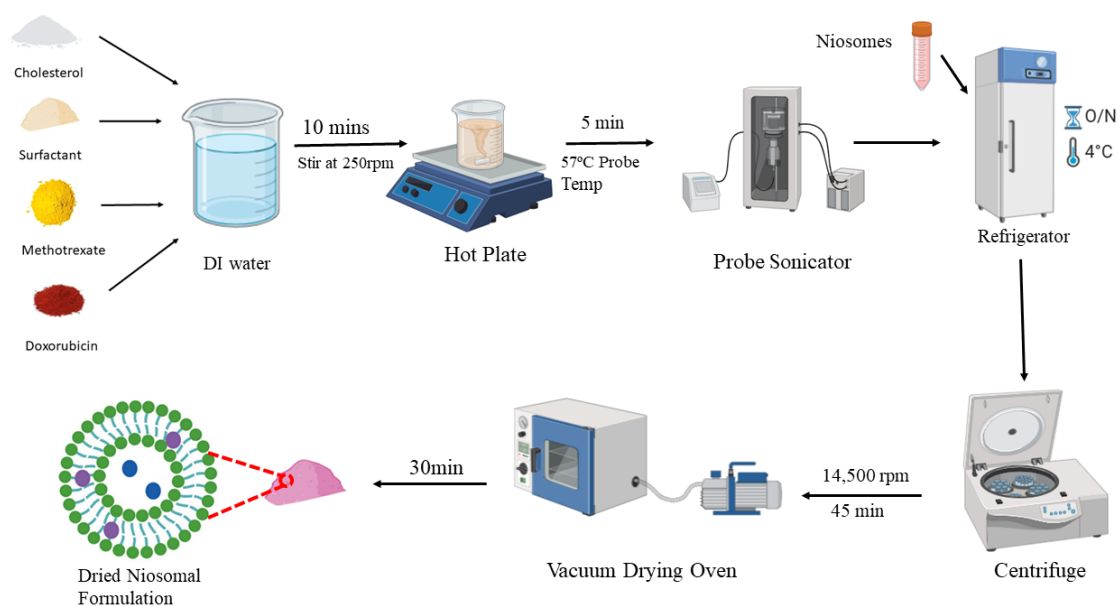 Cholesterol
Surfactant
Methotrexate
Doxorubicin
DI water
10 mins
Stir at 250rpm
Hot Plate
5 min
57ºC Probe
Temp
Probe Sonicator
Niosomes
O/N
4°C
Refrigerator
Centrifuge
14,500 rpm
45 min
Vacuum Drying Oven
30min
Dried Niosomal
Formulation